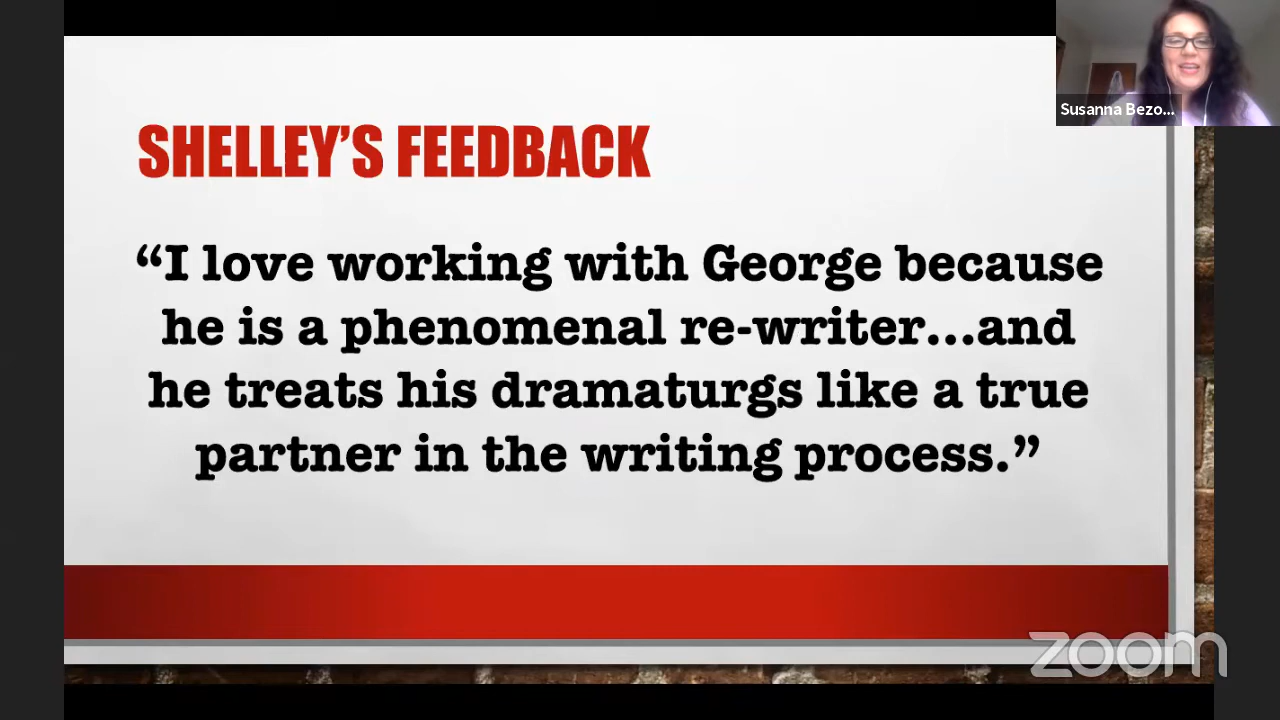 Susanna Bezo...
SHELLEY’S FEEDBACK
“I love working with George because
he is a phenomenal re-writer...and
he treats his dramaturgs like a true
partner in the writing process.”
zoom